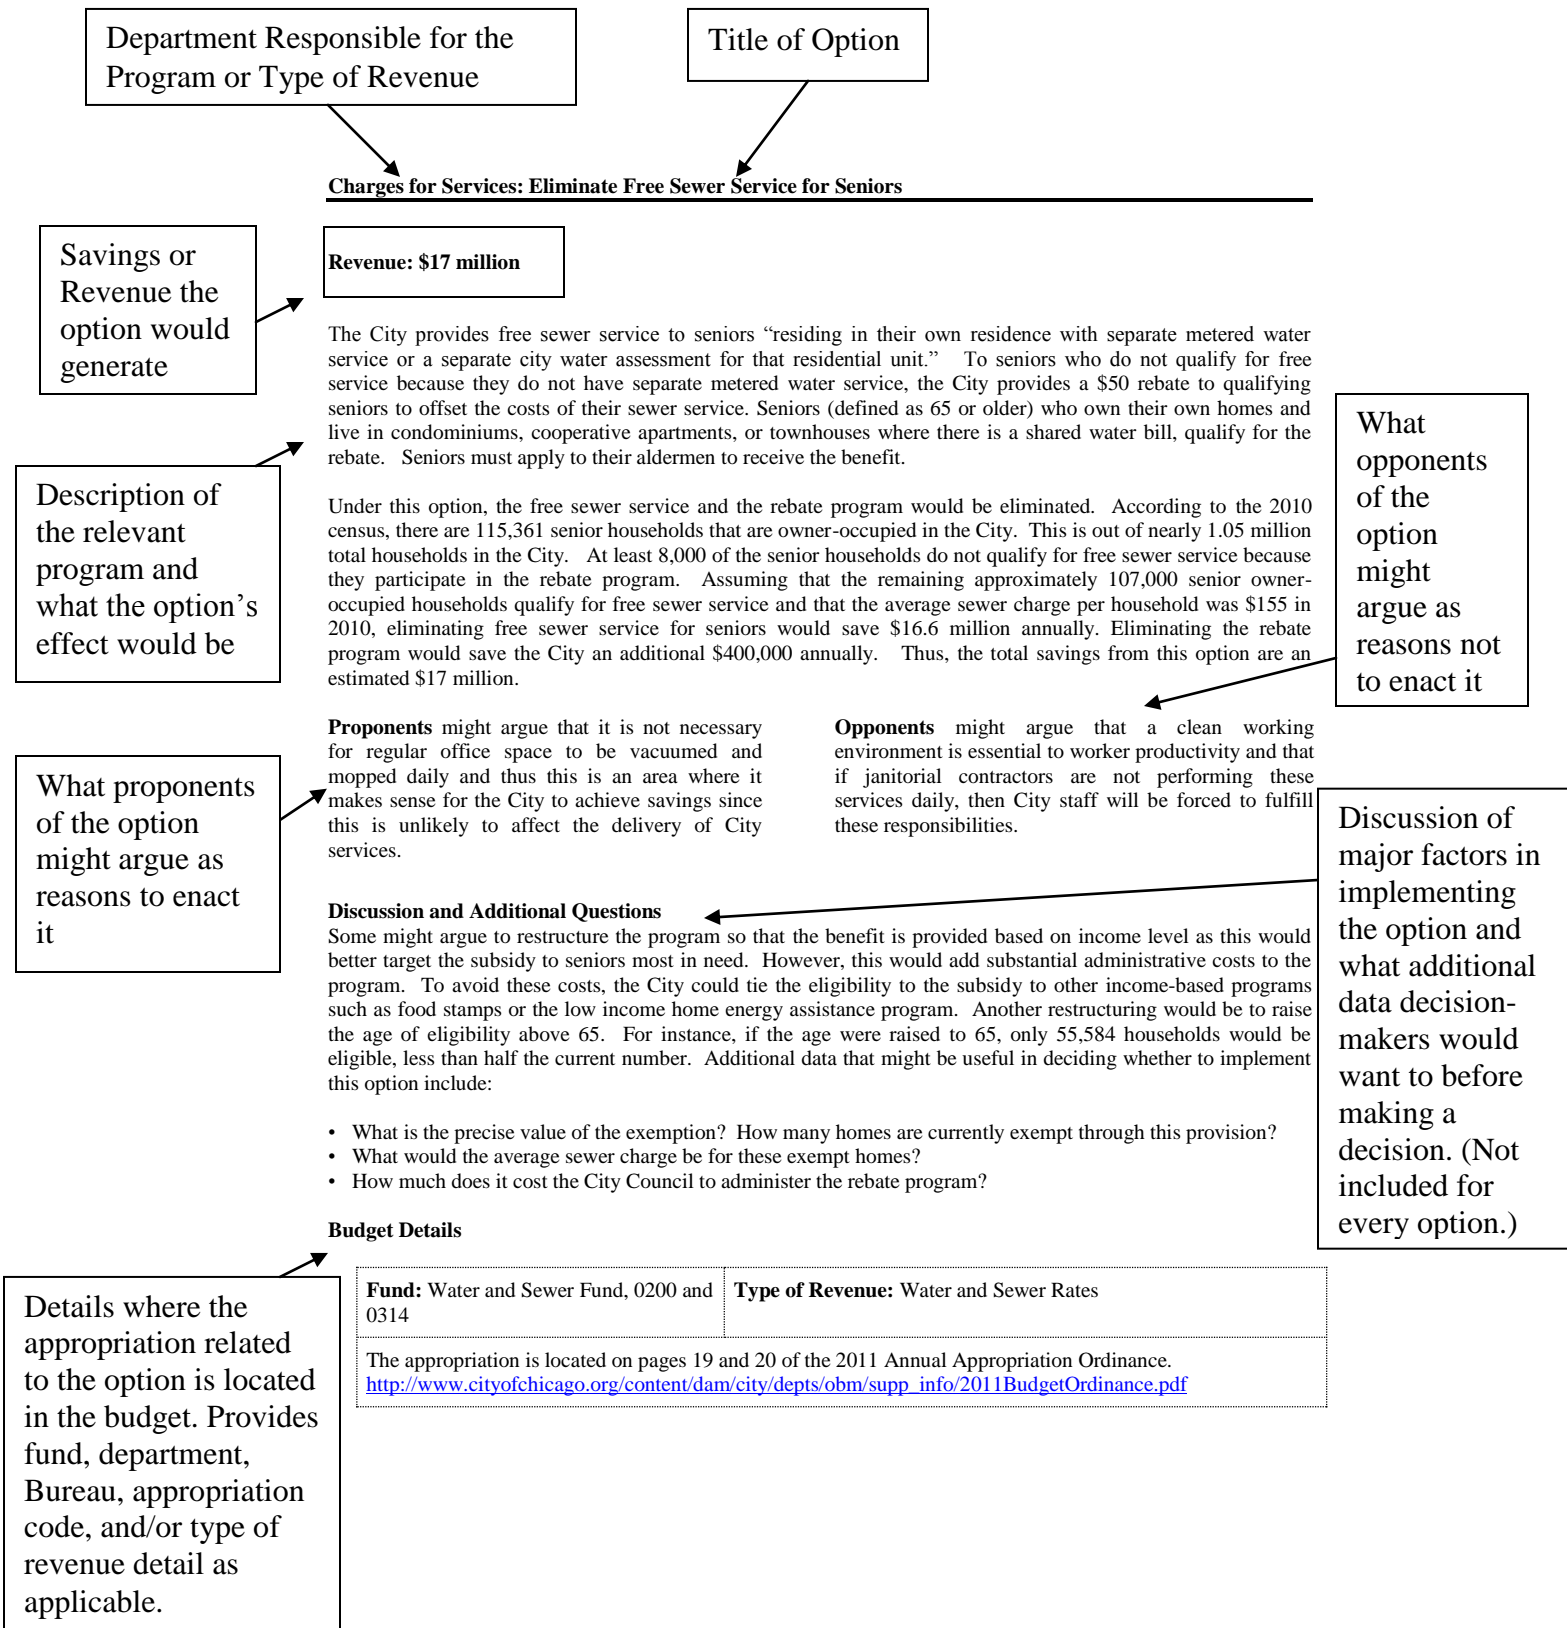 Department Responsible for the
Program or Type of Revenue
Title of Option
Charges for Services: Eliminate Free Sewer Service for Seniors
Savings or
Revenue the
option would
generate
Revenue: $17 million
The City provides free sewer service to seniors “residing in their own residence with separate metered water
service or a separate city water assessment for that residential unit.” To seniors who do not qualify for free
service because they do not have separate metered water service, the City provides a $50 rebate to qualifying
seniors to offset the costs of their sewer service. Seniors (defined as 65 or older) who own their own homes and
live in condominiums, cooperative apartments, or townhouses where there is a shared water bill, qualify for the
rebate. Seniors must apply to their aldermen to receive the benefit.
What
opponents
of the
option
might
argue as
reasons not
to enact it
Description of
the relevant
program and
what the option’s
effect would be
Under this option, the free sewer service and the rebate program would be eliminated. According to the 2010
census, there are 115,361 senior households that are owner-occupied in the City. This is out of nearly 1.05 million
total households in the City. At least 8,000 of the senior households do not qualify for free sewer service because
they participate in the rebate program. Assuming that the remaining approximately 107,000 senior owner-
occupied households qualify for free sewer service and that the average sewer charge per household was $155 in
2010, eliminating free sewer service for seniors would save $16.6 million annually. Eliminating the rebate
program would save the City an additional $400,000 annually. Thus, the total savings from this option are an
estimated $17 million.
Proponents might argue that it is not necessary
for regular office space to be vacuumed and
mopped daily and thus this is an area where it
makes sense for the City to achieve savings since
this is unlikely to affect the delivery of City
services.
Opponents might argue that a clean working
environment is essential to worker productivity and that
if janitorial contractors are not performing these
services daily, then City staff will be forced to fulfill
these responsibilities.
What proponents
of the option
might argue as
reasons to enact
it
Discussion of
major factors in
implementing
the option and
what additional
data decision-
makers would
want to before
making a
decision. (Not
included for
every option.)
Discussion and Additional Questions
Some might argue to restructure the program so that the benefit is provided based on income level as this would
better target the subsidy to seniors most in need. However, this would add substantial administrative costs to the
program. To avoid these costs, the City could tie the eligibility to the subsidy to other income-based programs
such as food stamps or the low income home energy assistance program. Another restructuring would be to raise
the age of eligibility above 65. For instance, if the age were raised to 65, only 55,584 households would be
eligible, less than half the current number. Additional data that might be useful in deciding whether to implement
this option include:
• What is the precise value of the exemption? How many homes are currently exempt through this provision?
• What would the average sewer charge be for these exempt homes?
• How much does it cost the City Council to administer the rebate program?
Budget Details
Details where the
appropriation related
to the option is located
in the budget. Provides
fund, department,
Bureau, appropriation
code, and/or type of
revenue detail as
applicable.
Fund: Water and Sewer Fund, 0200 and
0314
Type of Revenue: Water and Sewer Rates
The appropriation is located on pages 19 and 20 of the 2011 Annual Appropriation Ordinance.
http://www.cityofchicago.org/content/dam/city/depts/obm/supp_info/2011BudgetOrdinance.pdf